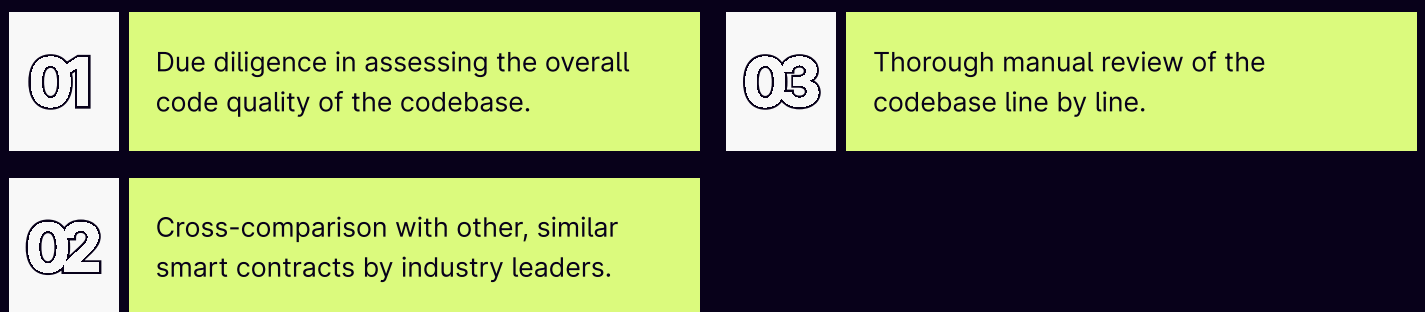 01
Due diligence in assessing the overall
code quality of the codebase.
02
Cross-comparison with other, similar
smart contracts by industry leaders.
03
Thorough manual review of the
codebase line by line.